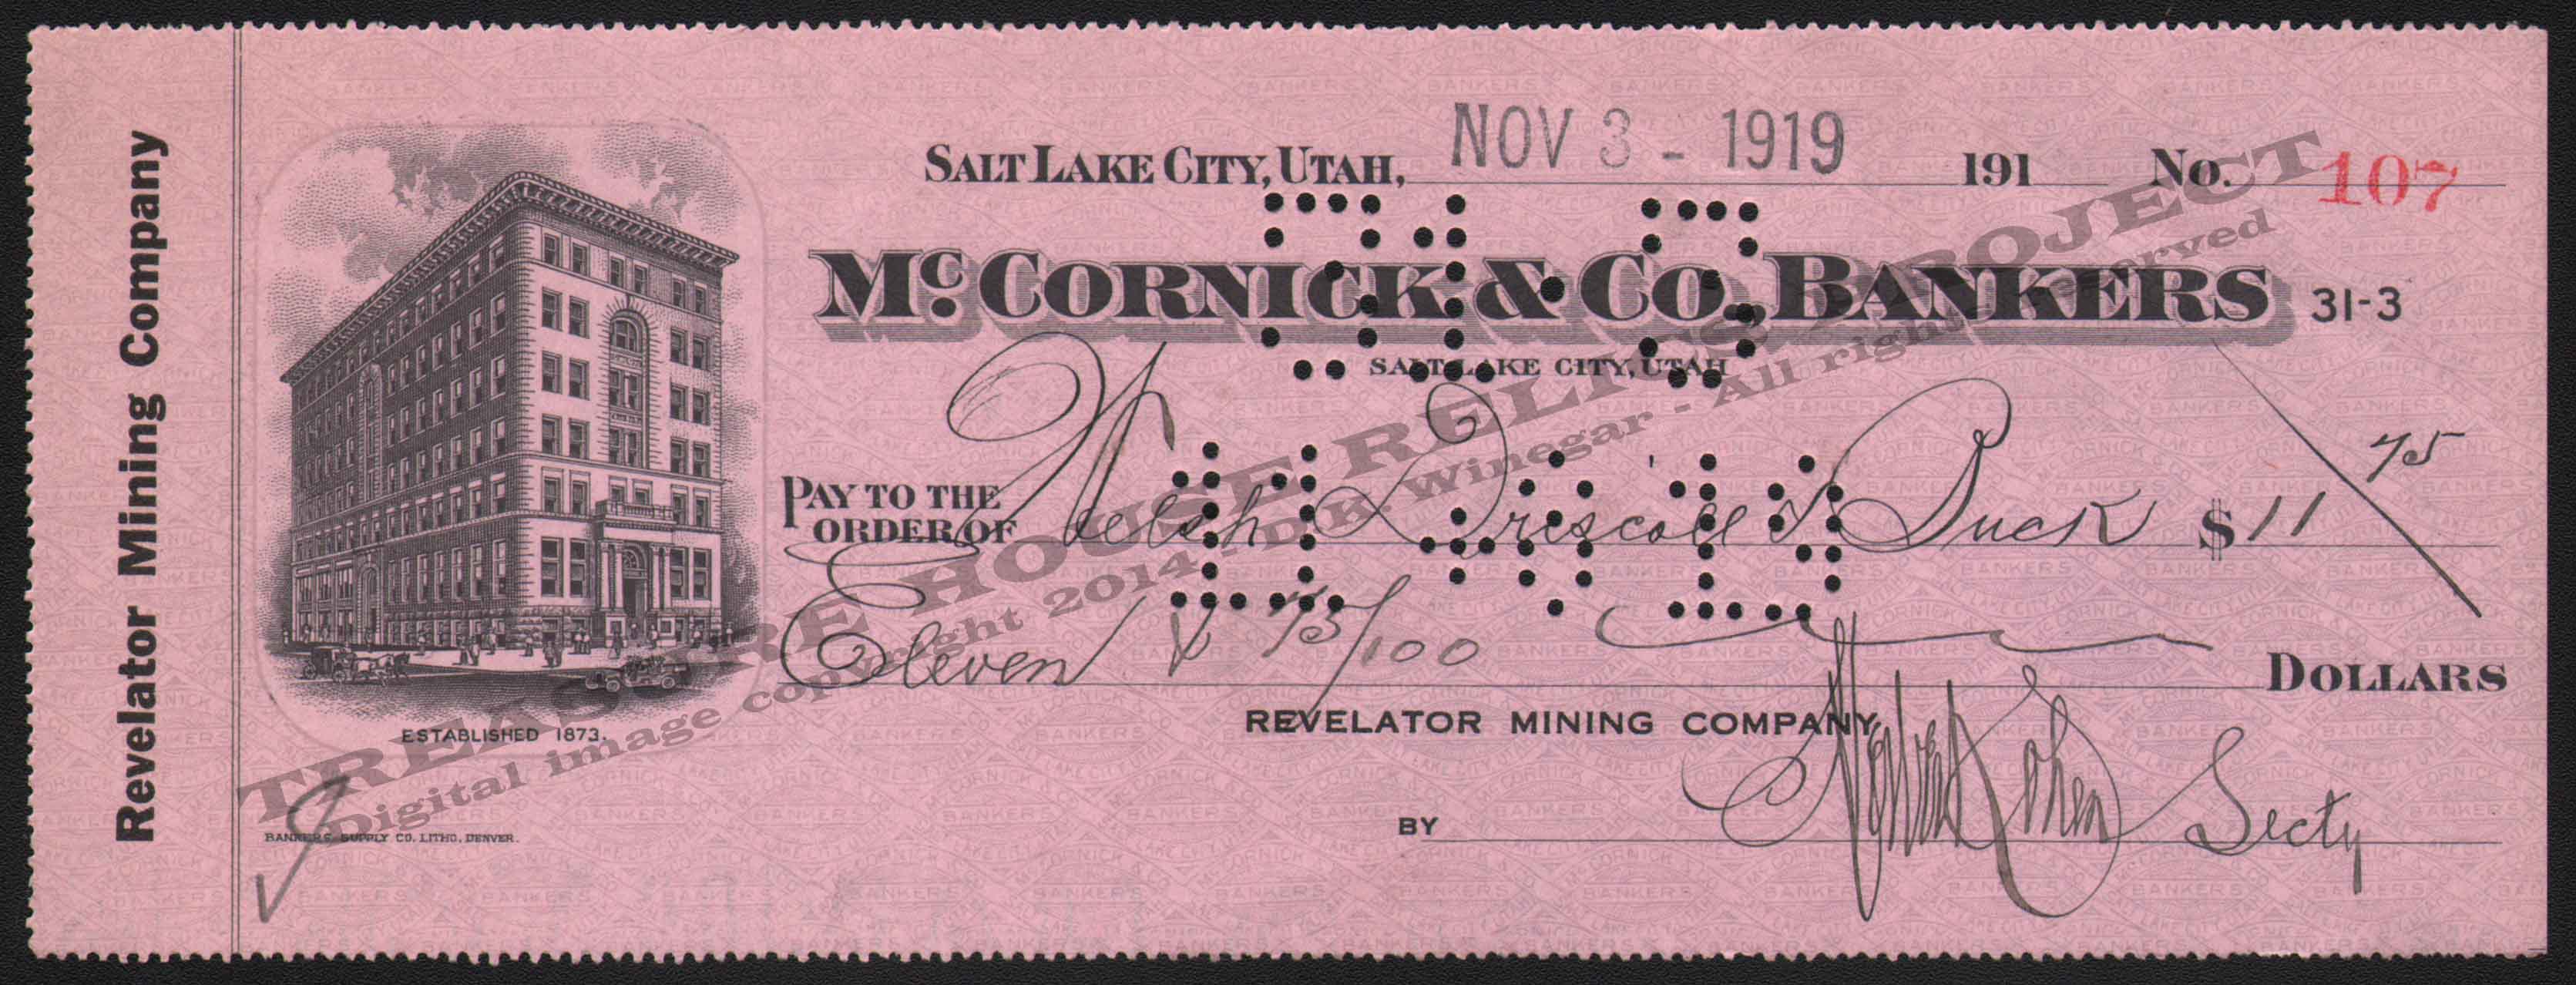 Revelator Mining Company
SALT LAKE CITY, UTAH, NOV 3 - 1919 191 No. 107
McCORNICK & CO., BANKERS 31-3
SALT LAKE CITY, UTAH
PAY TO THE
ORDER OF Welsh Driscoll & Buck $11 75
Eleven & 75/100 DOLLARS
REVELATOR MINING COMPANY,
BY Secty
ESTABLISHED 1873.
BANKERS SUPPLY CO. LITHO, DENVER.
TREASURE HOUSE RELICS PROJECT
Digital image copyright 2014 - D.K. Winegar - All rights reserved